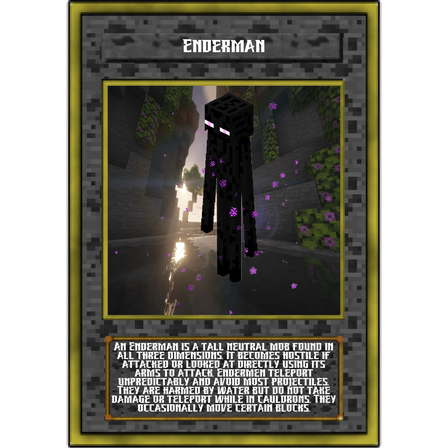 Enderman
An Enderman is a tall neutral mob found in
all three dimensions. It becomes hostile if
attacked or looked at directly using its
arms to attack. Endermen teleport
unpredictably and avoid most projectiles.
They are harmed by water but do not take
damage or teleport while in cauldrons. They
occasionally move certain blocks.